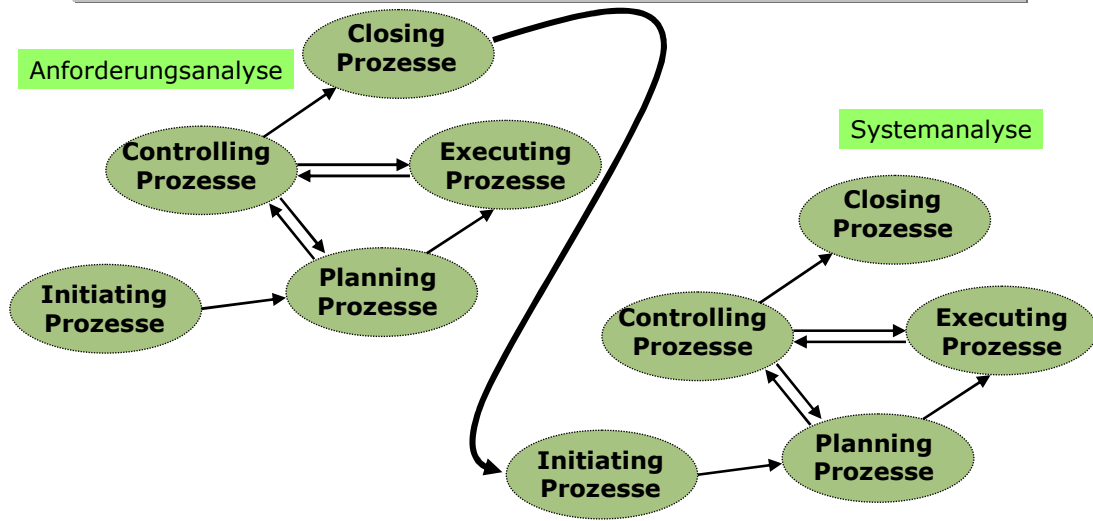 Anforderungsanalyse
Closing
Prozesse
Controlling
Prozesse
Executing
Prozesse
Planning
Prozesse
Initiating
Prozesse
Systemanalyse
Closing
Prozesse
Controlling
Prozesse
Executing
Prozesse
Planning
Prozesse
Initiating
Prozesse